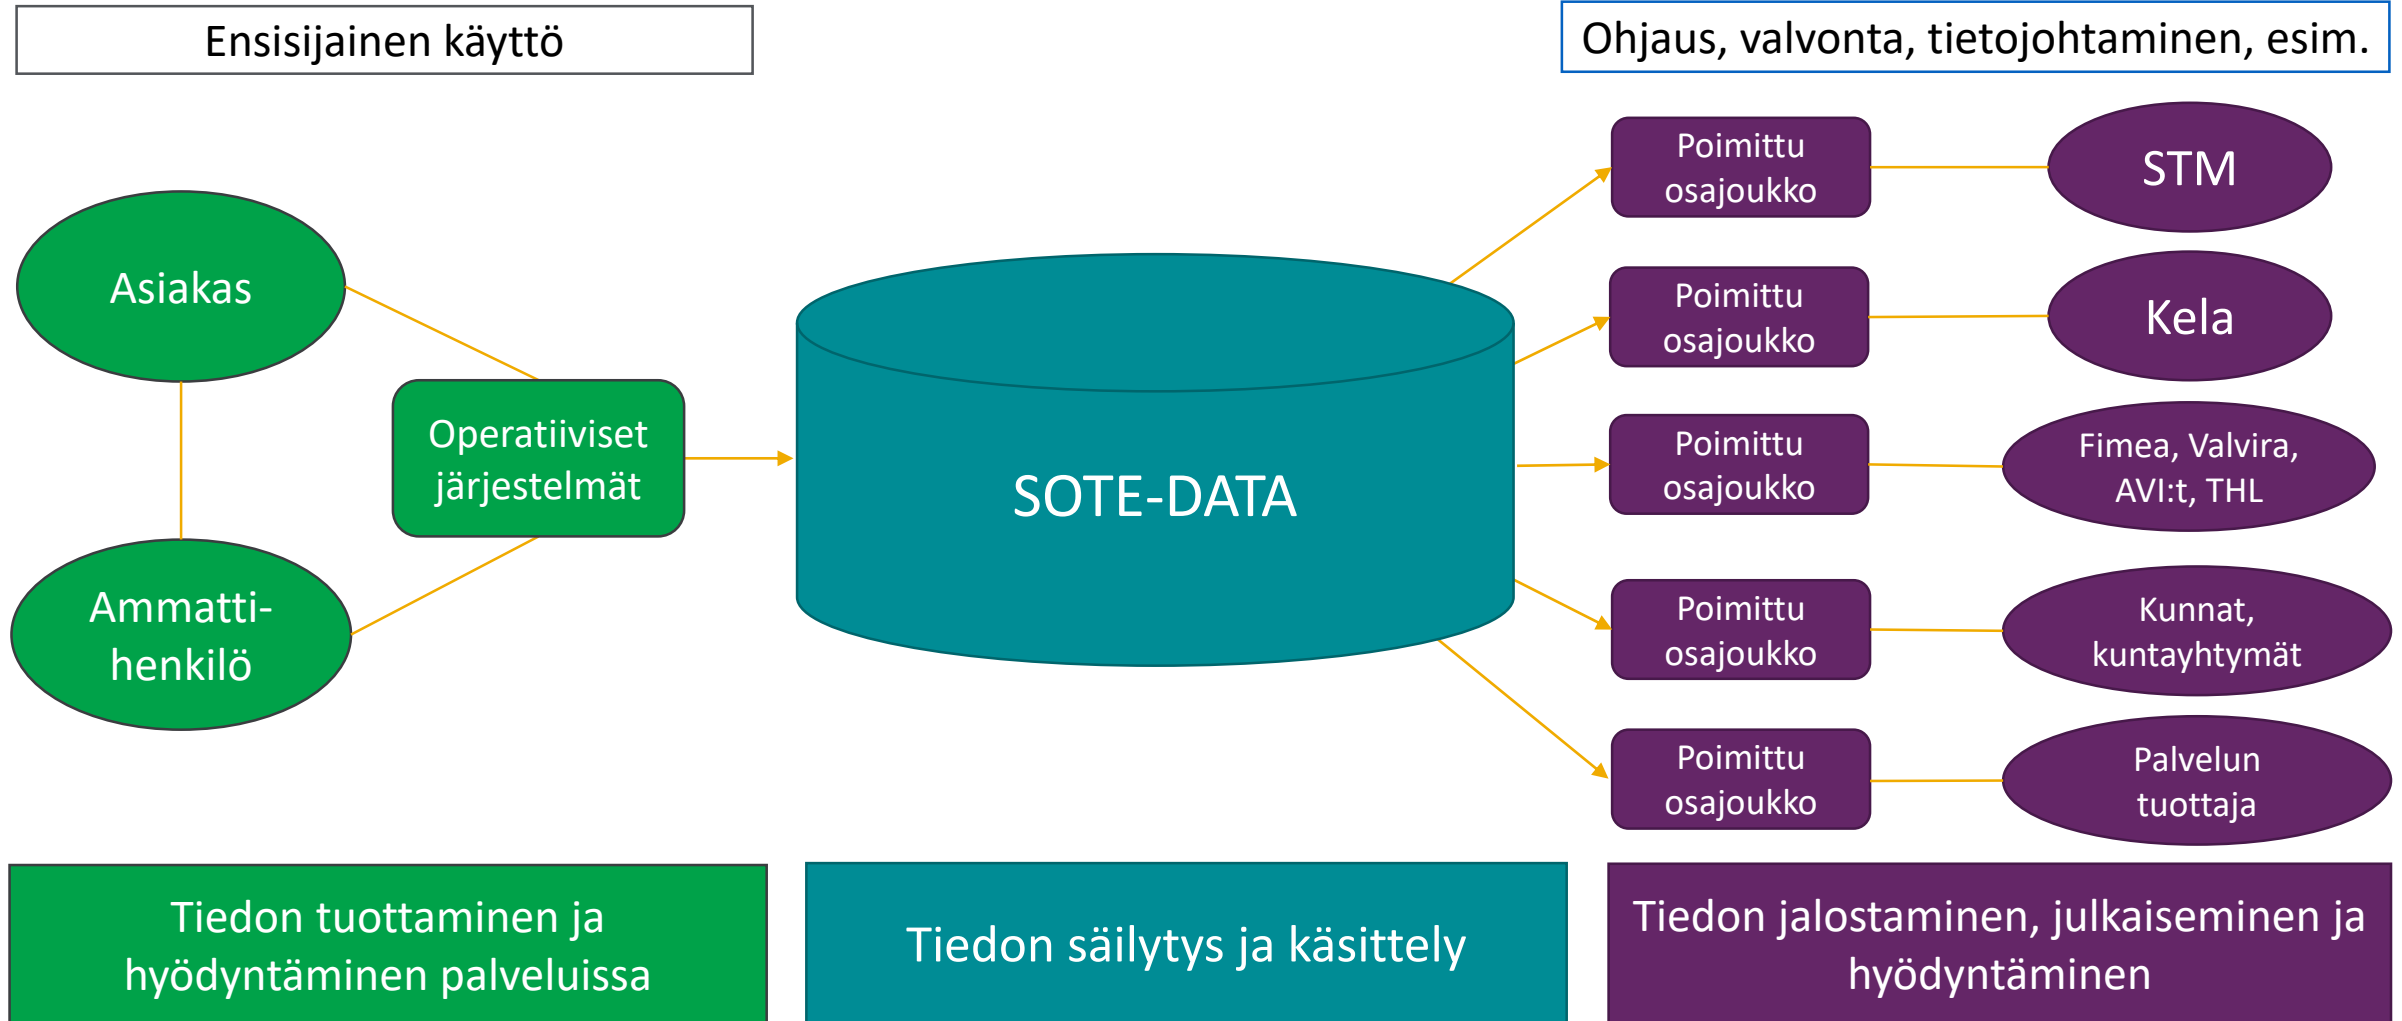 Ensisijainen käyttö
Ohjaus, valvonta, tietojohtaminen, esim.
Asiakas
Ammatti-
henkilö
Operatiiviset
järjestelmät
SOTE-DATA
Poimittu
osajoukko
STM
Poimittu
osajoukko
Kela
Poimittu
osajoukko
Fimea, Valvira,
AVI:t, THL
Poimittu
osajoukko
Kunnat,
kuntayhtymät
Poimittu
osajoukko
Palvelun
tuottaja
Tiedon tuottaminen ja
hyödyntäminen palveluissa
Tiedon säilytys ja käsittely
Tiedon jalostaminen, julkaiseminen ja
hyödyntäminen